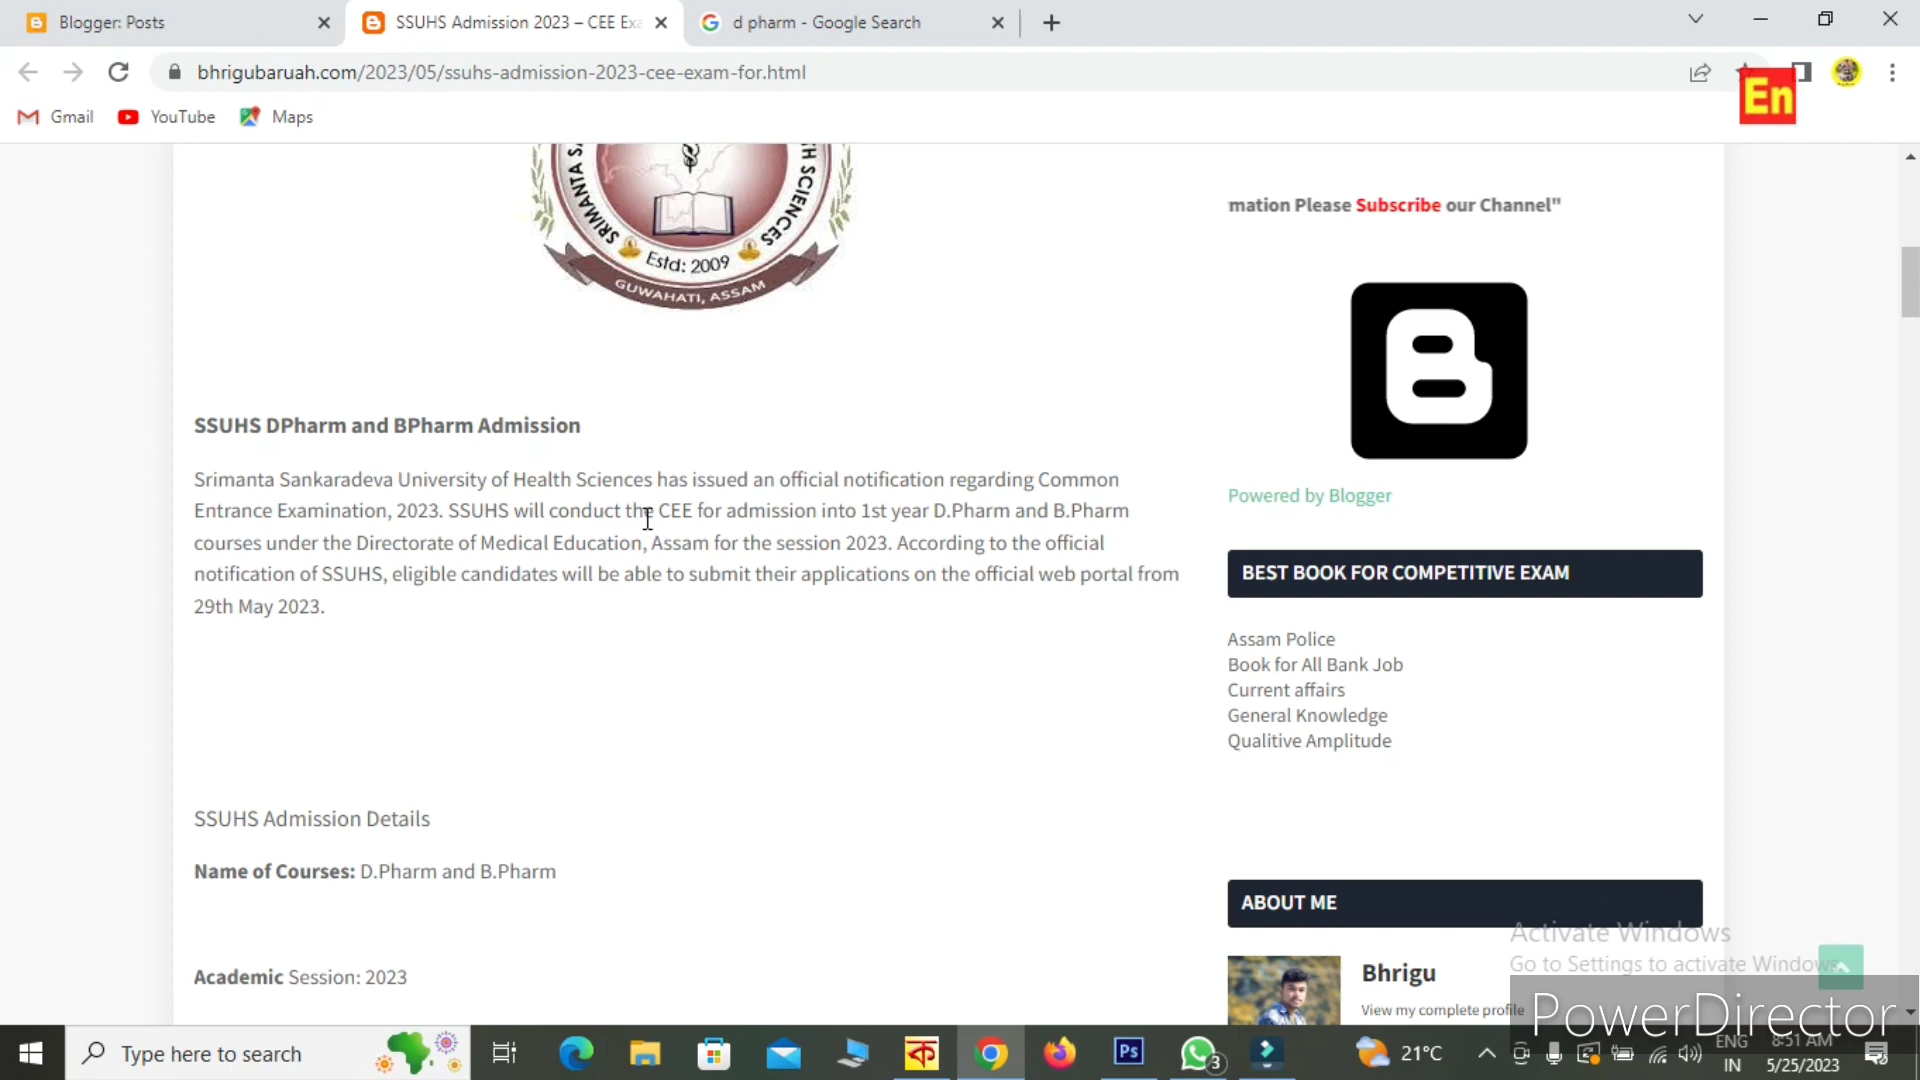 Blogger: Posts
SSUHS Admission 2023 – CEE Exa
d pharm - Google Search
bhrigubaruah.com/2023/05/ssuhs-admission-2023-cee-exam-for.html
En
Gmail
YouTube
Maps
SRIMANTA
SCIENCES
Estd: 2009
GUWAHATI, ASSAM
mation Please Subscribe our Channel"
SSUHS DPharm and BPharm Admission
Srimanta Sankaradeva University of Health Sciences has issued an official notification regarding Common
Entrance Examination, 2023. SSUHS will conduct the CEE for admission into 1st year D.Pharm and B.Pharm
courses under the Directorate of Medical Education, Assam for the session 2023. According to the official
notification of SSUHS, eligible candidates will be able to submit their applications on the official web portal from
29th May 2023.
Powered by Blogger
BEST BOOK FOR COMPETITIVE EXAM
Assam Police
Book for All Bank Job
Current affairs
General Knowledge
Qualitive Amplitude
SSUHS Admission Details
Name of Courses: D.Pharm and B.Pharm
Academic Session: 2023
ABOUT ME
Bhrigu
View my complete profile
Activate Windows
Go to Settings to activate Windows.
PowerDirector
Type here to search
ক
Ps
3
21°C
ENG
IN
8:51 AM
5/25/2023